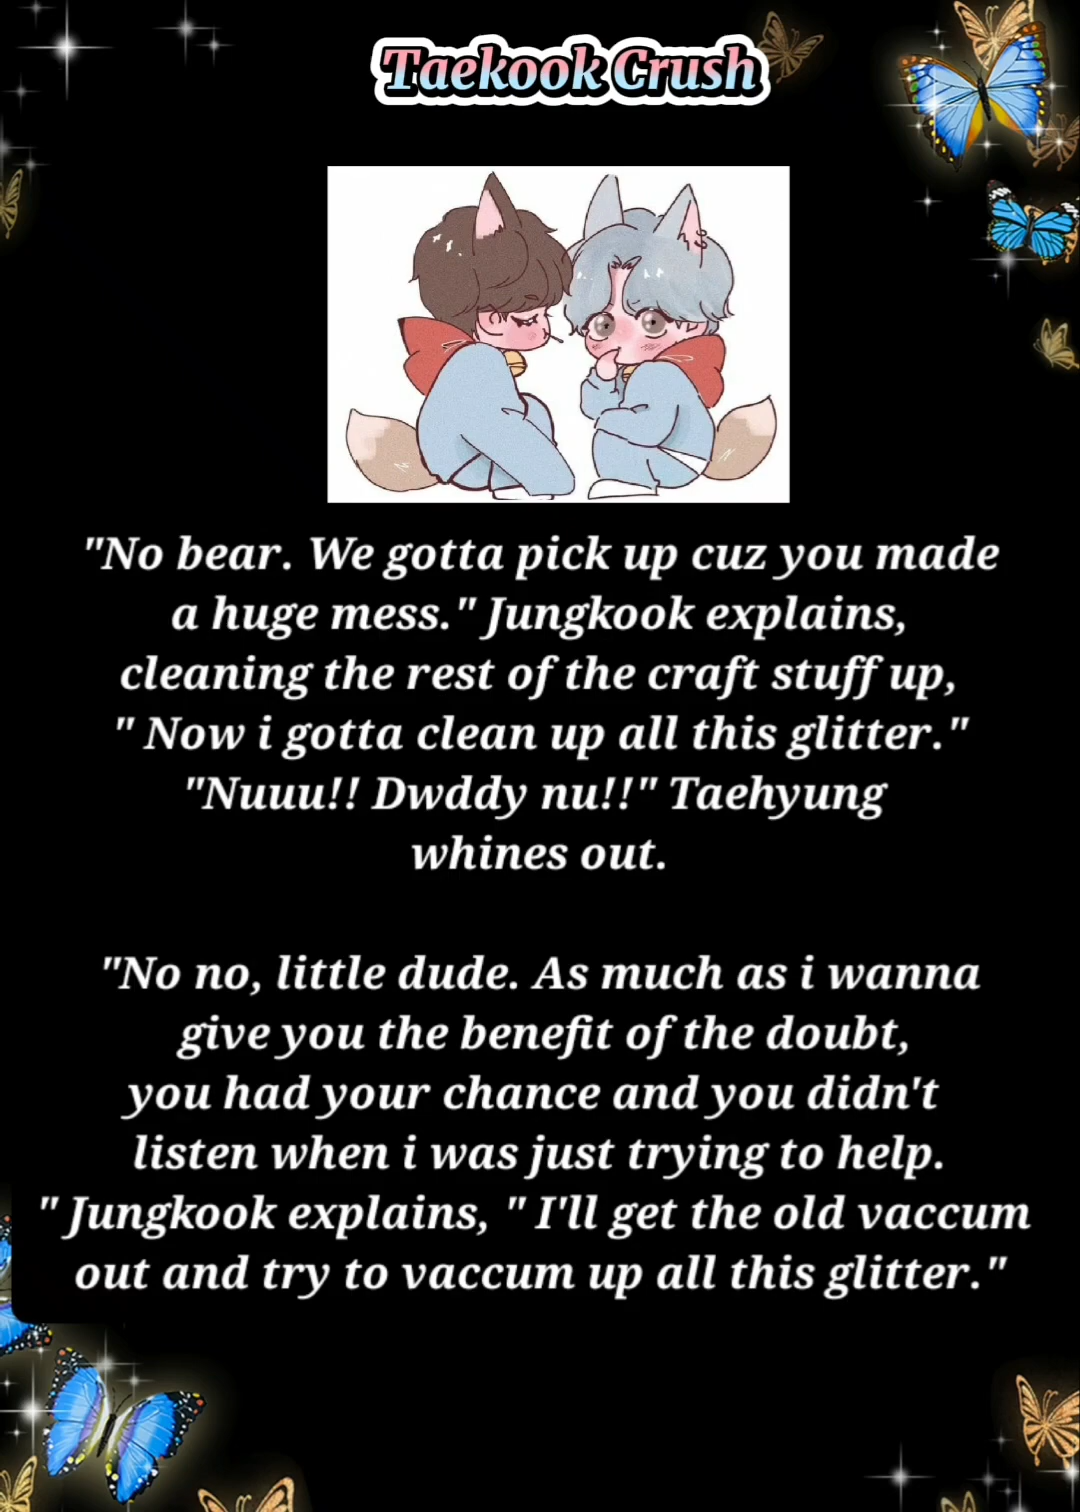 Taekook Crush
"No bear. We gotta pick up cuz you made
a huge mess." Jungkook explains,
cleaning the rest of the craft stuff up,
" Now i gotta clean up all this glitter."
"Nuuu!! Dwddy nu!!" Taehyung
whines out.
"No no, little dude. As much as i wanna
give you the benefit of the doubt,
you had your chance and you didn't
listen when i was just trying to help.
" Jungkook explains, " I'll get the old vaccum
out and try to vaccum up all this glitter."